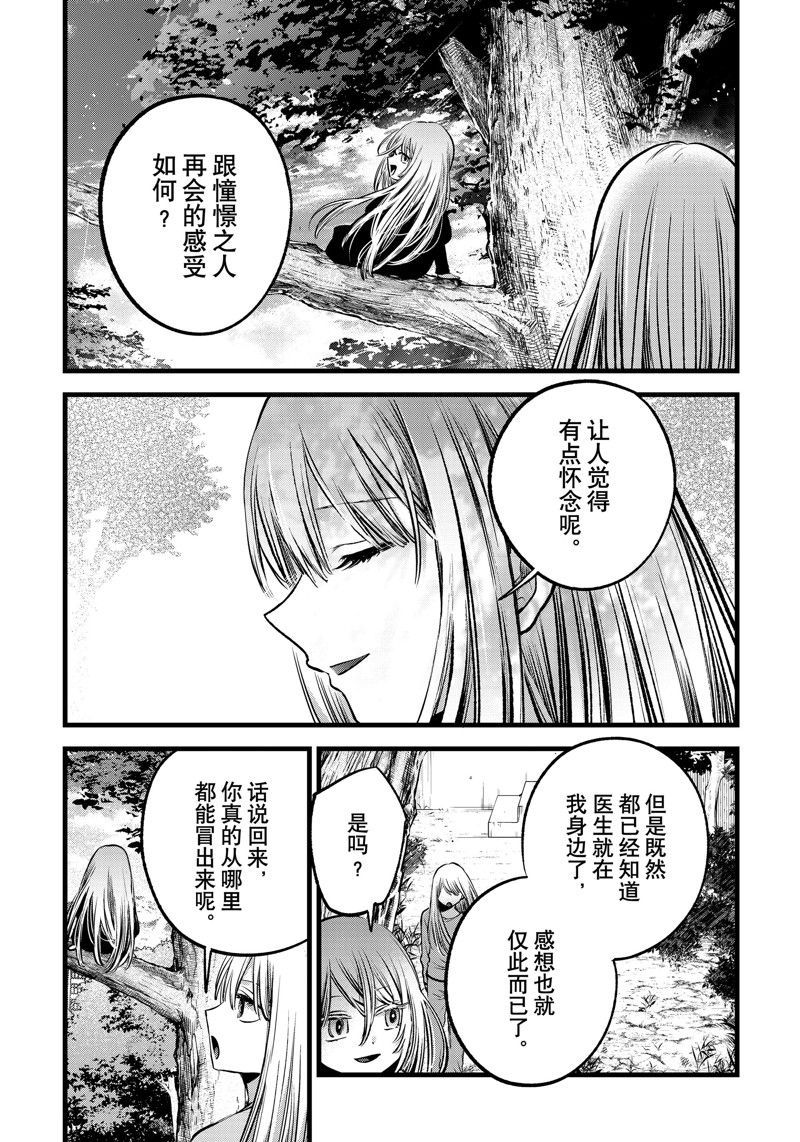 跟憧憬之人
再会的感受
如何？
让人觉得
有点怀念呢。
但是既然
都已经知道
医生就在
我身边了，
感想也就
仅此而已了。
是吗？
话说回来，
你真的从哪里
都能冒出来呢。